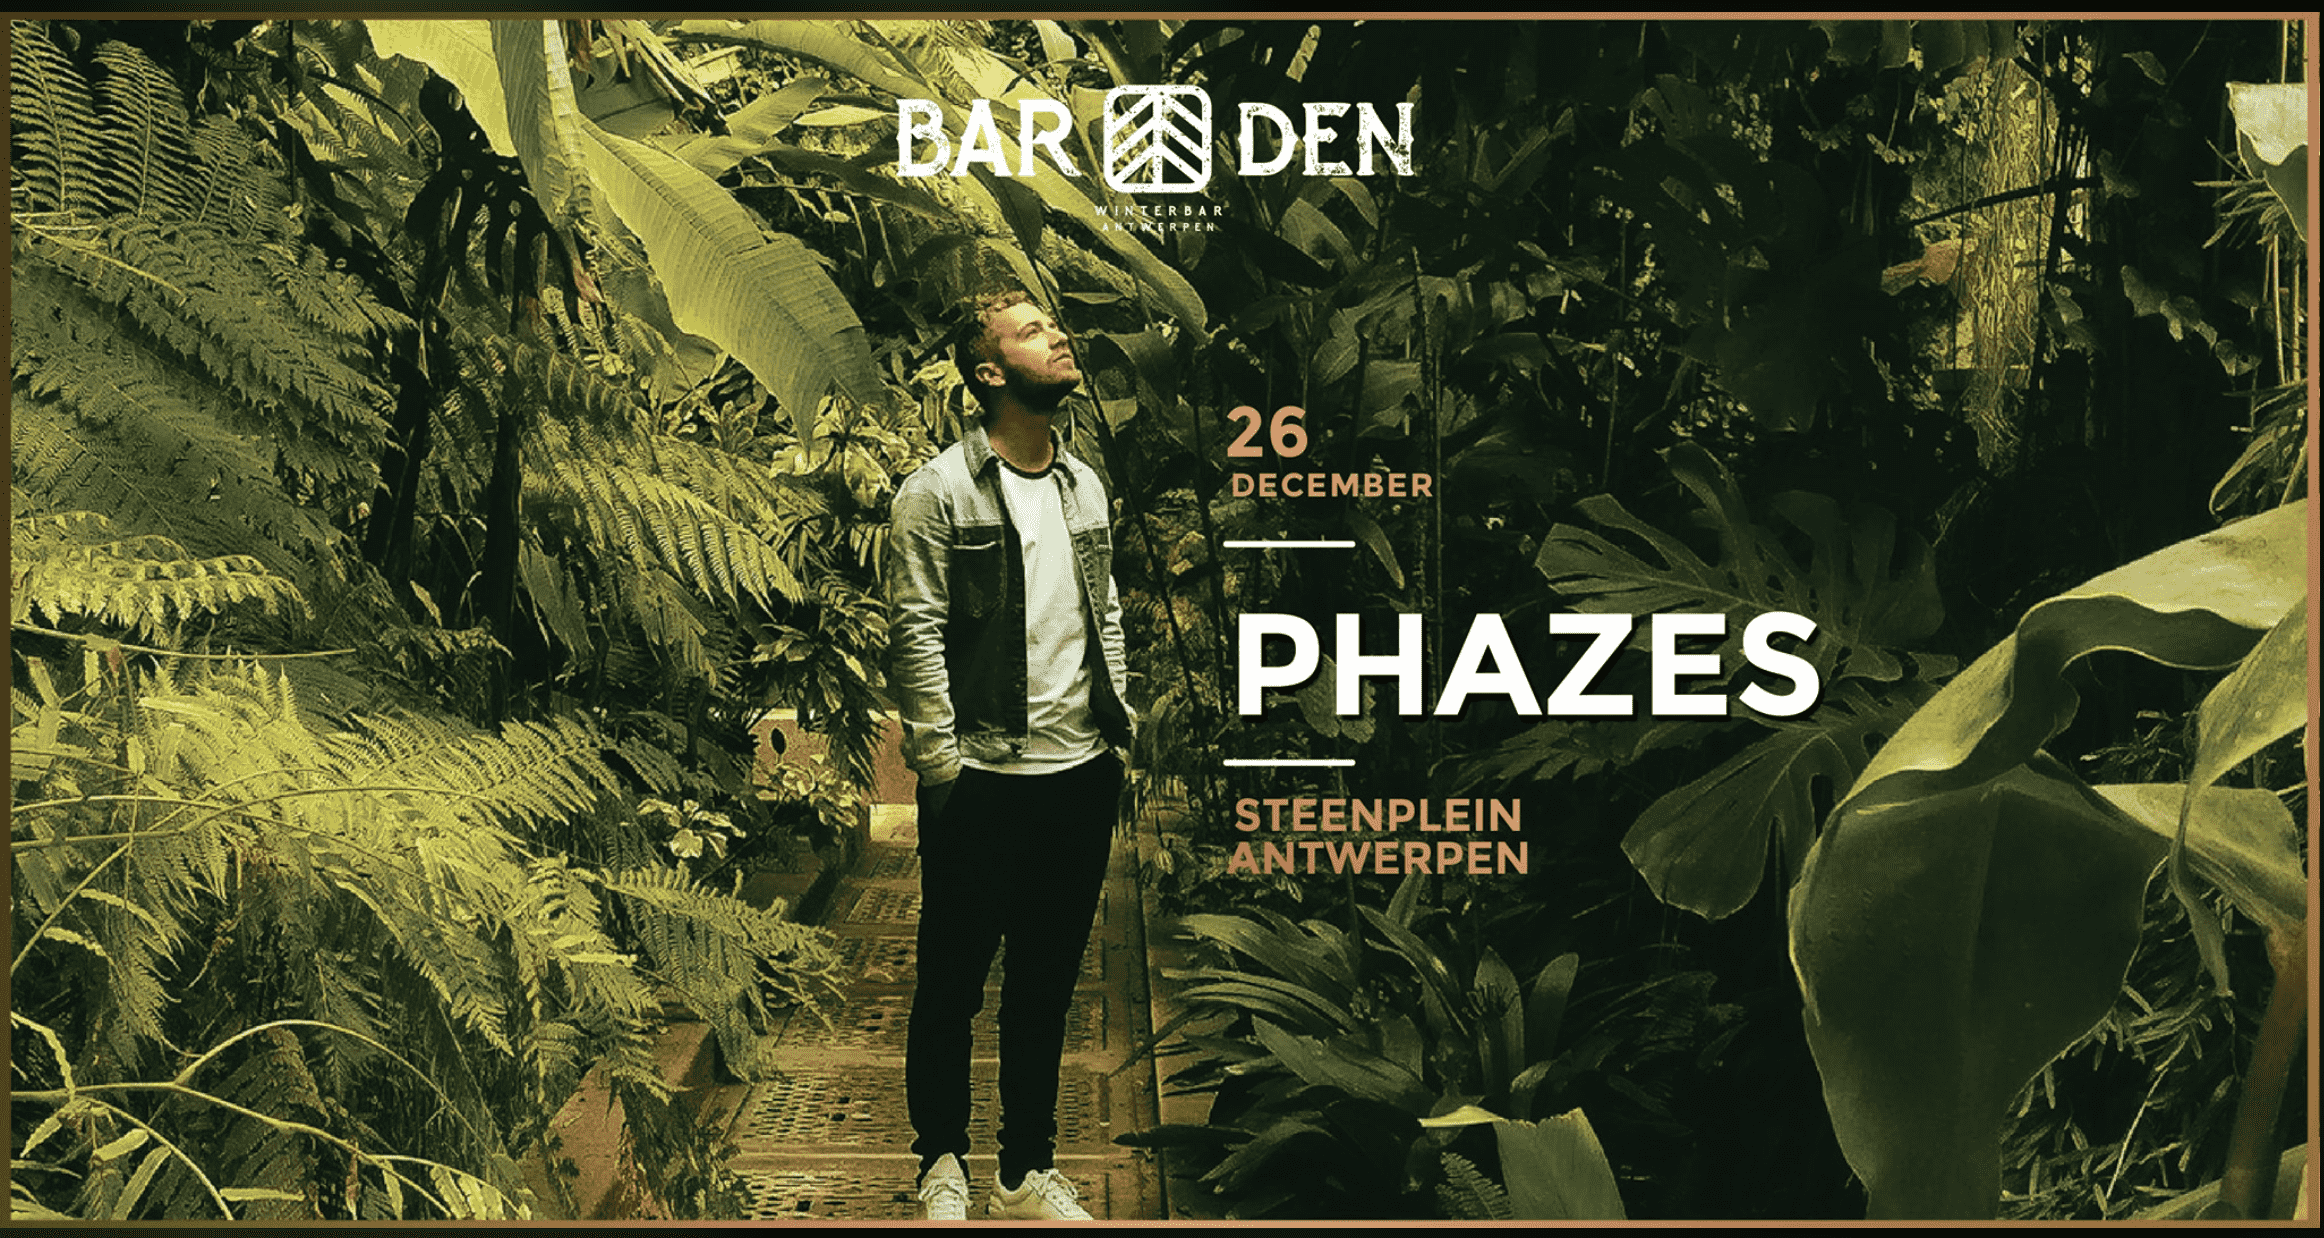 BAR DEN
WINTERBAR
ANTWERPEN
26
DECEMBER
PHAZES
STEENPLEIN
ANTWERPEN